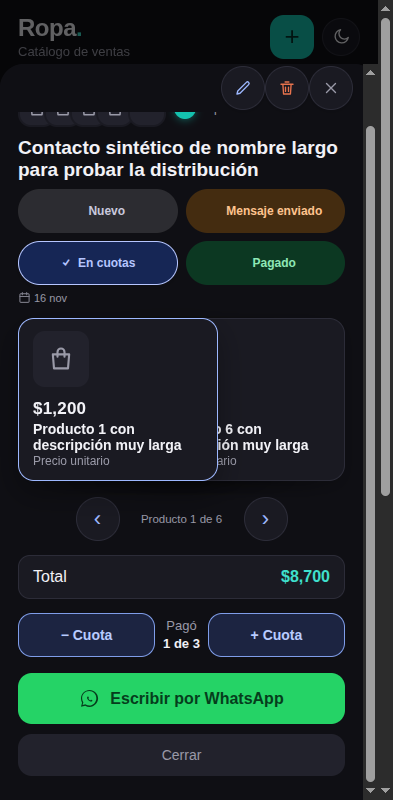 Ropa.
Catálogo de ventas
Contacto sintético de nombre largo
para probar la distribución
Nuevo
Mensaje enviado
En cuotas
Pagado
16 nov
$1,200
Producto 1 con
descripción muy larga
Precio unitario
6 con
muy larga
Producto 1 de 6
Total
$8,700
− Cuota
Pagó
1 de 3
+ Cuota
Escribir por WhatsApp
Cerrar